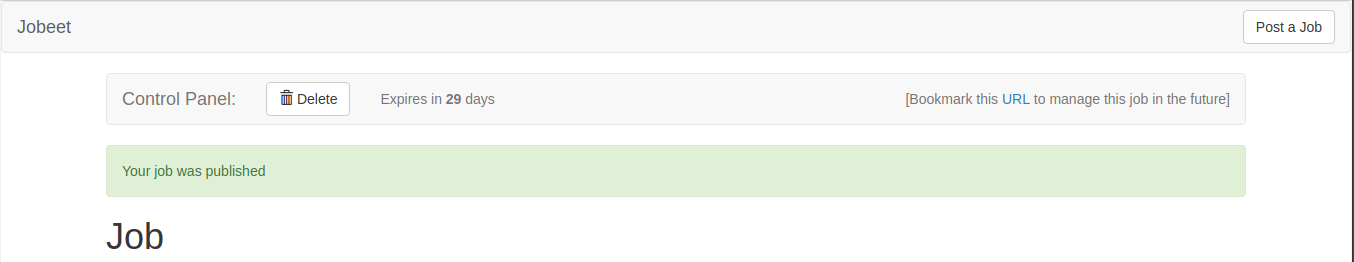 Jobeet Post a Job
Control Panel: Delete Expires in 29 days [Bookmark this URL to manage this job in the future]
Your job was published
Job